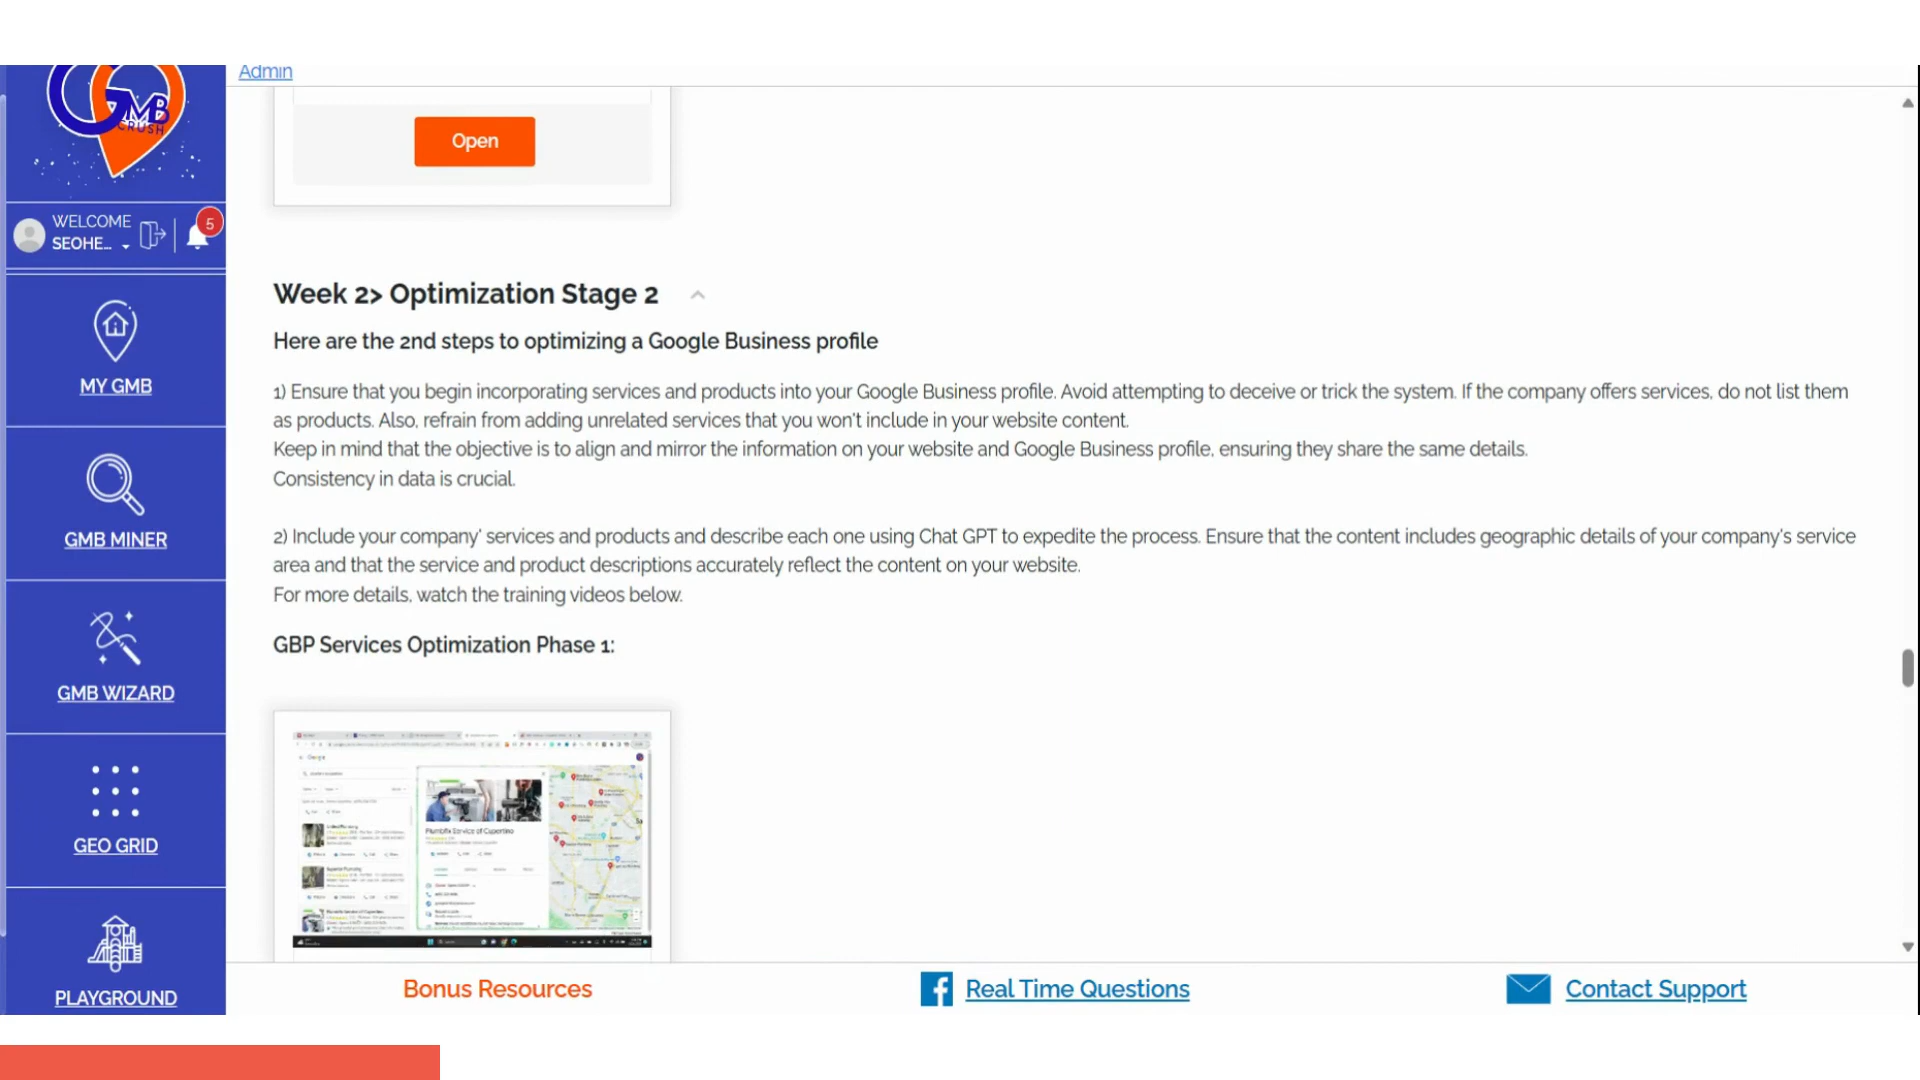 Admin
GMB
CRUSH
Open
WELCOME
SEOHE...
5
MY GMB
GMB MINER
GMB WIZARD
GEO GRID
PLAYGROUND
Week 2> Optimization Stage 2
Here are the 2nd steps to optimizing a Google Business profile
1) Ensure that you begin incorporating services and products into your Google Business profile. Avoid attempting to deceive or trick the system. If the company offers services, do not list them
as products. Also, refrain from adding unrelated services that you won't include in your website content.
Keep in mind that the objective is to align and mirror the information on your website and Google Business profile, ensuring they share the same details.
Consistency in data is crucial.
2) Include your company' services and products and describe each one using Chat GPT to expedite the process. Ensure that the content includes geographic details of your company's service
area and that the service and product descriptions accurately reflect the content on your website.
For more details, watch the training videos below.
GBP Services Optimization Phase 1:
Plumbfix Service of Cupertino
Bonus Resources
Real Time Questions
Contact Support